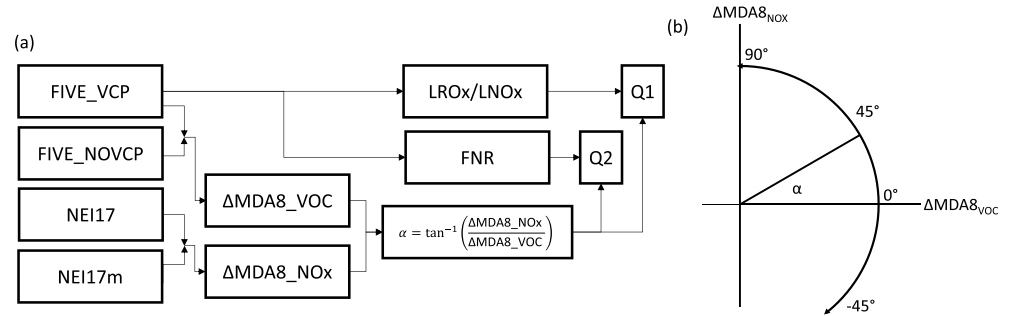 (a)
FIVE_VCP
FIVE_NOVCP
NEI17
NEI17m
ΔMDA8_VOC
ΔMDA8_NOx
LROx/LNOx
FNR
Q1
Q2
α = tan⁻¹(ΔMDA8_NOx/ΔMDA8_VOC)
(b)
ΔMDA8NOX
90°
45°
α
0°
ΔMDA8VOC
-45°